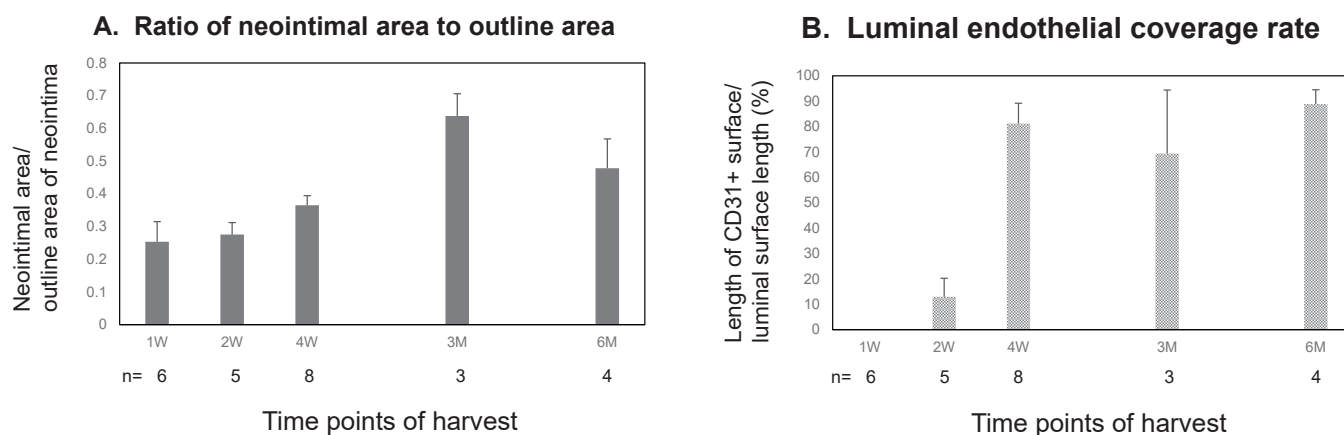 A. Ratio of neointimal area to outline area
Neointimal area/
outline area of neointima
0.8
0.7
0.6
0.5
0.4
0.3
0.2
0.1
0
1W 2W 4W 3M 6M
n= 6 5 8 3 4
Time points of harvest
B. Luminal endothelial coverage rate
Length of CD31+ surface/
luminal surface length (%)
100
90
80
70
60
50
40
30
20
10
0
1W 2W 4W 3M 6M
n= 6 5 8 3 4
Time points of harvest